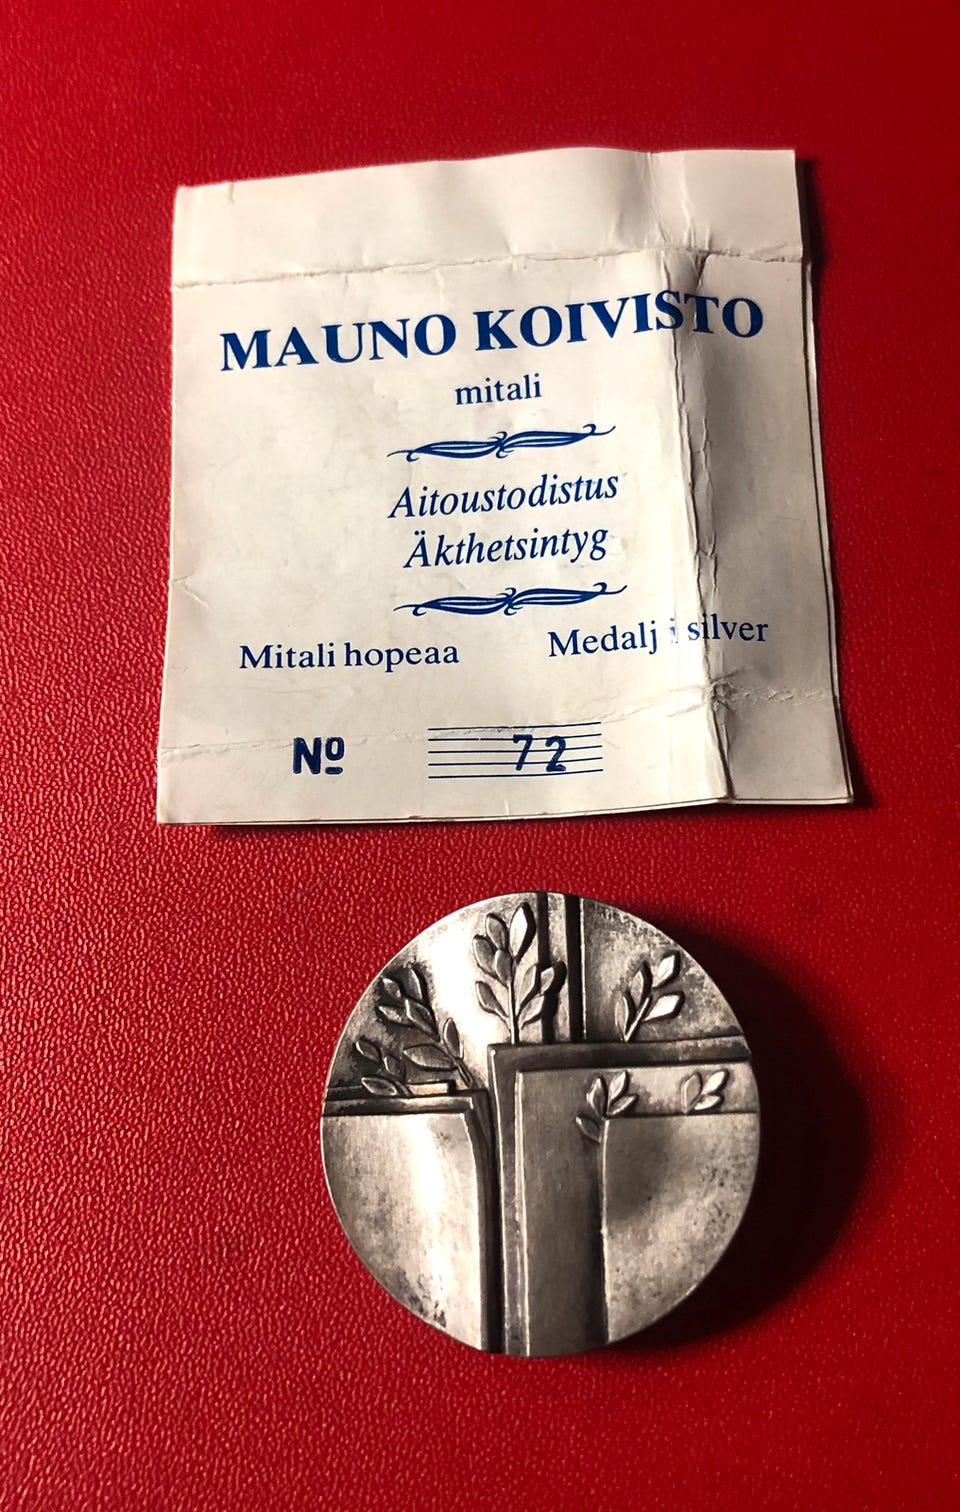 MAUNO KOIVISTO
mitali
Aitoustodistus
Äkthetsintyg
Mitali hopeaa Medalj i silver
Nº 72